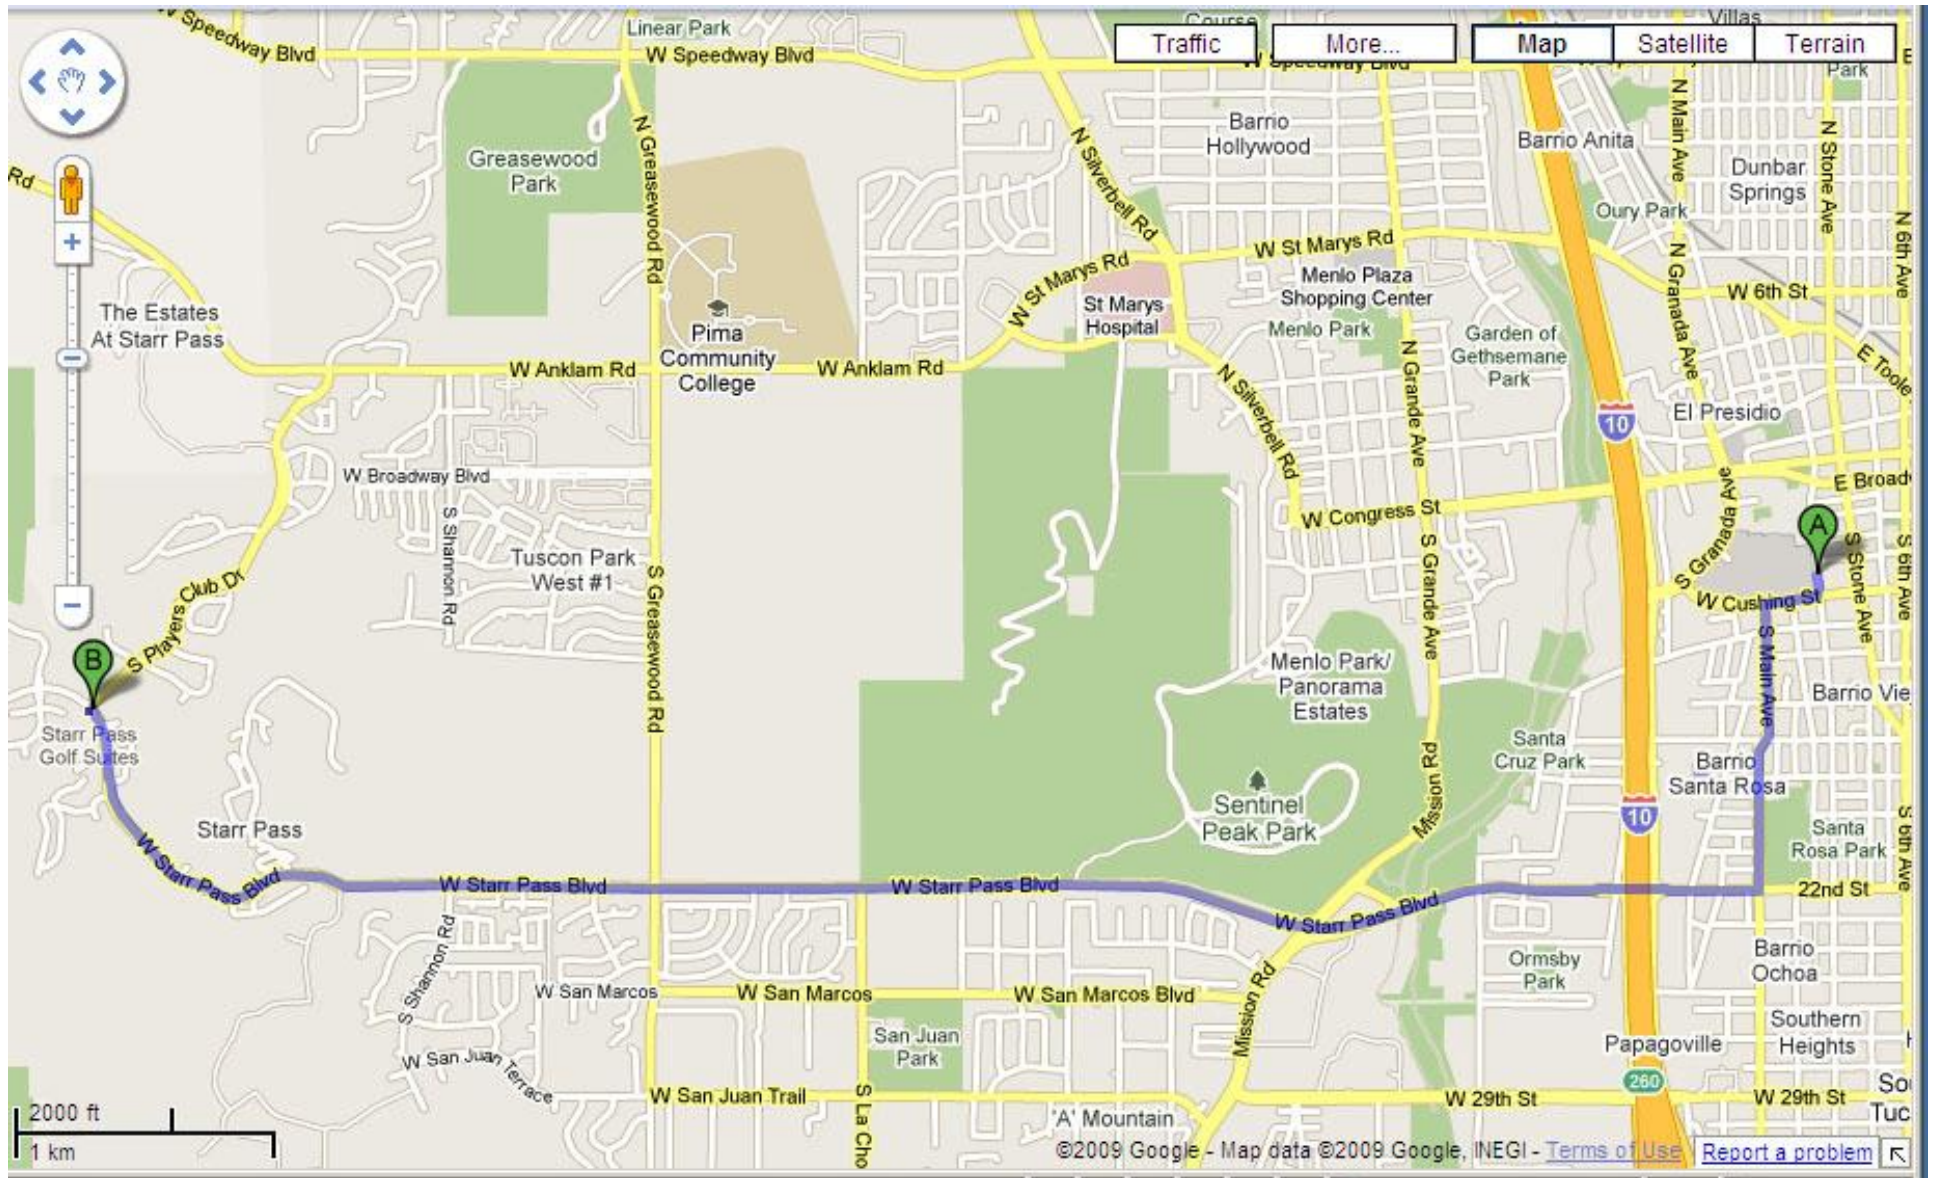 W Speedway Blvd
Linear Park
W Speedway Blvd
Course
Traffic
More...
Map
Satellite
Terrain
Villas
W Speedway Blvd
Park
Greasewood
Park
N Greasewood Rd
N Silverbell Rd
Barrio
Hollywood
Barrio Anita
N Main Ave
Dunbar
Springs
N Stone Ave
Rd
+
Oury Park
N 6th Ave
W St Marys Rd
W St Marys Rd
The Estates
At Starr Pass
Pima
Community
College
St Marys
Hospital
Menlo Plaza
Shopping Center
Menlo Park
Garden of
Gethsemane
Park
N Granada Ave
W 6th St
E Toole
W Anklam Rd
W Anklam Rd
N Silverbell Rd
N Grande Ave
10
El Presidio
W Broadway Blvd
S Shannon Rd
Tuscon Park
West #1
S Greasewood Rd
W Congress St
S Grande Ave
S Granada Ave
E Broadw
A
S Stone Ave
S 6th Ave
W Cushing St
S Players Club Dr
B
Starr Pass
Golf Suites
Menlo Park/
Panorama
Estates
S Main Ave
Barrio Vie
Santa
Cruz Park
Barrio
Santa Rosa
Sentinel
Peak Park
Mission Rd
10
Santa
Rosa Park
S 6th Ave
Starr Pass
W Starr Pass Blvd
W Starr Pass Blvd
W Starr Pass Blvd
W Starr Pass Blvd
22nd St
S Shannon Rd
W San Marcos
W San Marcos
W San Marcos Blvd
Mission Rd
Ormsby
Park
Barrio
Ochoa
San Juan
Park
W San Juan Terrace
Papagoville
Southern
Heights
260
W San Juan Trail
S La Cho
'A' Mountain
W 29th St
W 29th St
So
Tuc
2000 ft
1 km
©2009 Google - Map data ©2009 Google, INEGI - Terms of Use
Report a problem